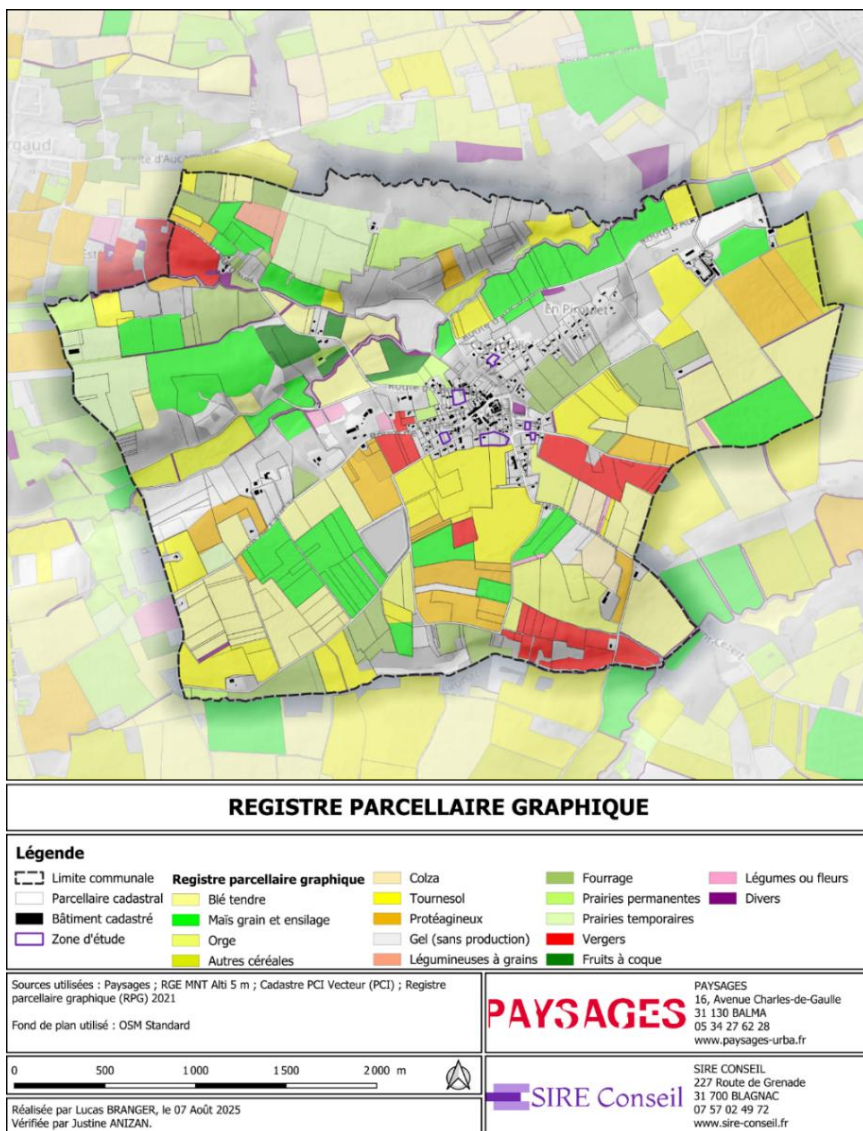 rgaud
Route d'Auc
En Piroulet
REGISTRE PARCELLAIRE GRAPHIQUE
Légende
Limite communale
Parcellaire cadastral
Bâtiment cadastré
Zone d'étude
Registre parcellaire graphique
Blé tendre
Maïs grain et ensilage
Orge
Autres céréales
Colza
Tournesol
Protéagineux
Gel (sans production)
Légumineuses à grains
Fourrage
Prairies permanentes
Prairies temporaires
Vergers
Fruits à coque
Légumes ou fleurs
Divers
Sources utilisées : Paysages ; RGE MNT Alti 5 m ; Cadastre PCI Vecteur (PCI) ; Registre
parcellaire graphique (RPG) 2021
Fond de plan utilisé : OSM Standard
0 500 1 000 1 500 2 000 m
Réalisée par Lucas BRANGER, le 07 Août 2025
Vérifiée par Justine ANIZAN.
PAYSAGES
PAYSAGES
16, Avenue Charles-de-Gaulle
31 130 BALMA
05 34 27 62 28
www.paysages-urba.fr
SIRE Conseil
SIRE CONSEIL
227 Route de Grenade
31 700 BLAGNAC
07 57 02 49 72
www.sire-conseil.fr